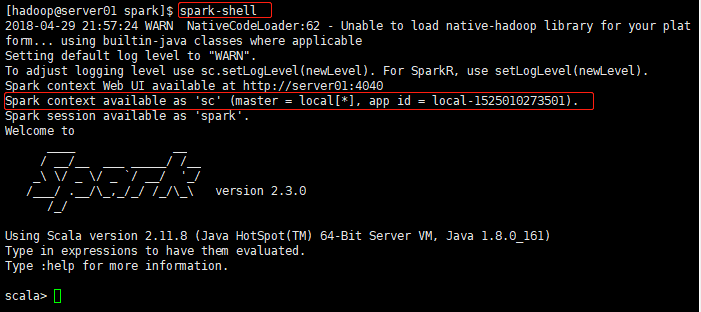 [hadoop@server01 spark]$ spark-shell
2018-04-29 21:57:24 WARN  NativeCodeLoader:62 - Unable to load native-hadoop library for your plat
form... using builtin-java classes where applicable
Setting default log level to "WARN".
To adjust logging level use sc.setLogLevel(newLevel). For SparkR, use setLogLevel(newLevel).
Spark context Web UI available at http://server01:4040
Spark context available as 'sc' (master = local[*], app id = local-1525010273501).
Spark session available as 'spark'.
Welcome to
      ____              __
     / __/__  ___ _____/ /__
    _\ \/ _ \/ _ `/ __/  '_/
   /___/ .__/\_,_/_/ /_/\_\   version 2.3.0
      /_/
Using Scala version 2.11.8 (Java HotSpot(TM) 64-Bit Server VM, Java 1.8.0_161)
Type in expressions to have them evaluated.
Type :help for more information.
scala>